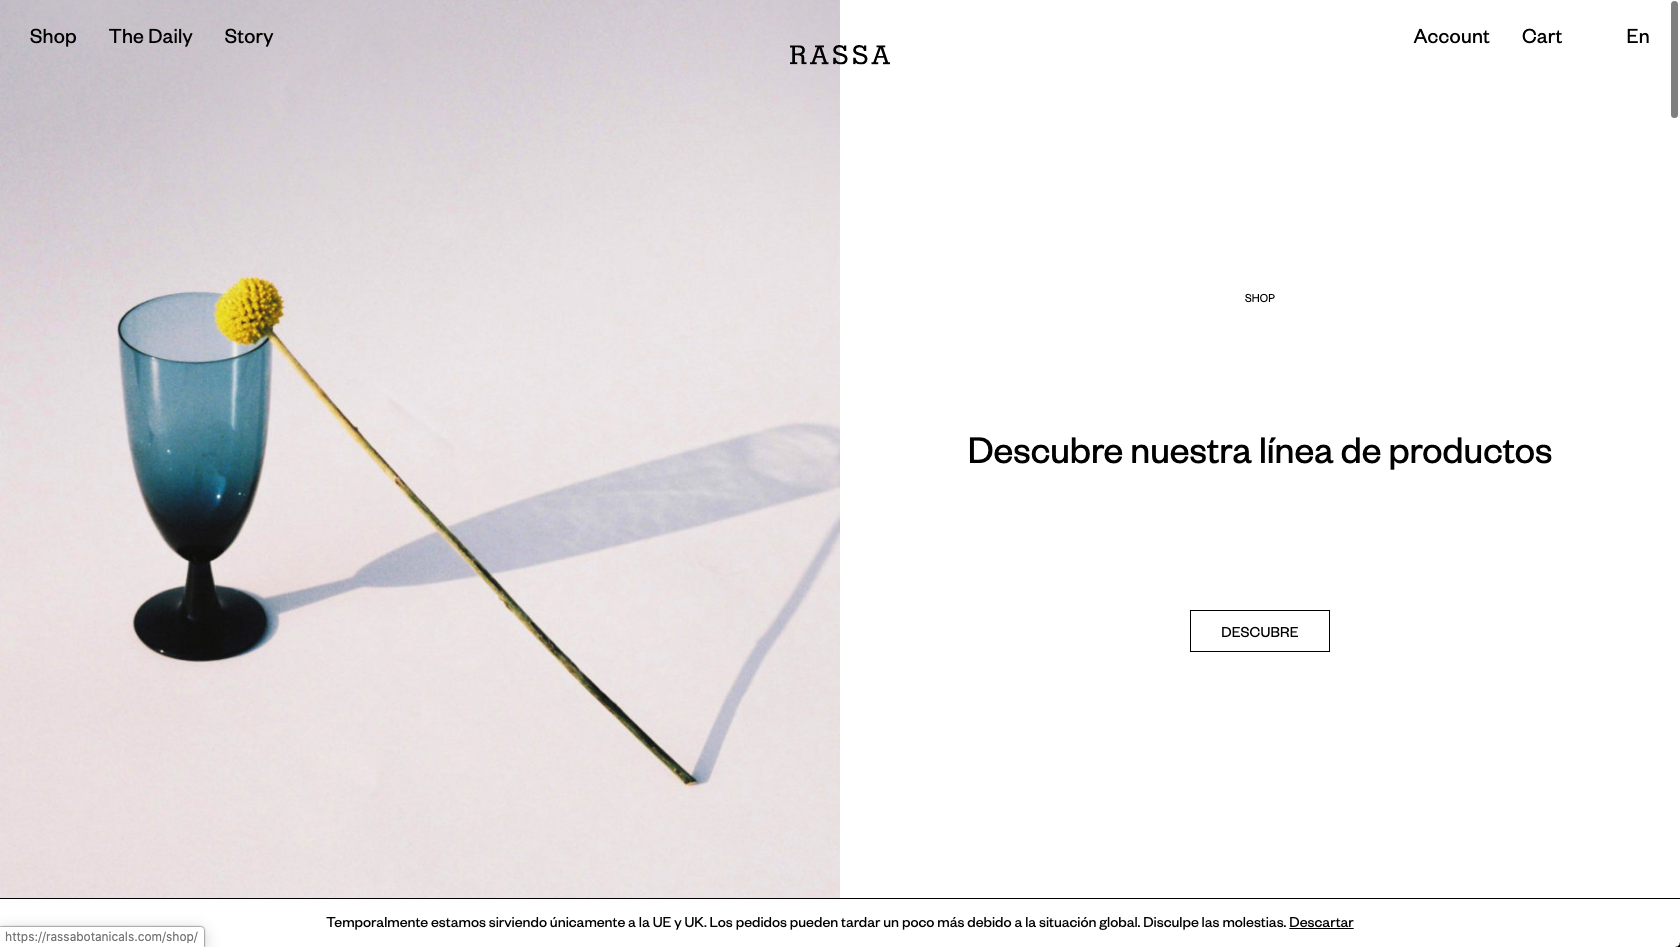 Shop The Daily Story
RASSA
Account Cart En
SHOP
Descubre nuestra línea de productos
DESCUBRE
Temporalmente estamos sirviendo únicamente a la UE y UK. Los pedidos pueden tardar un poco más debido a la situación global. Disculpe las molestias. Descartar
https://rassabotanicals.com/shop/